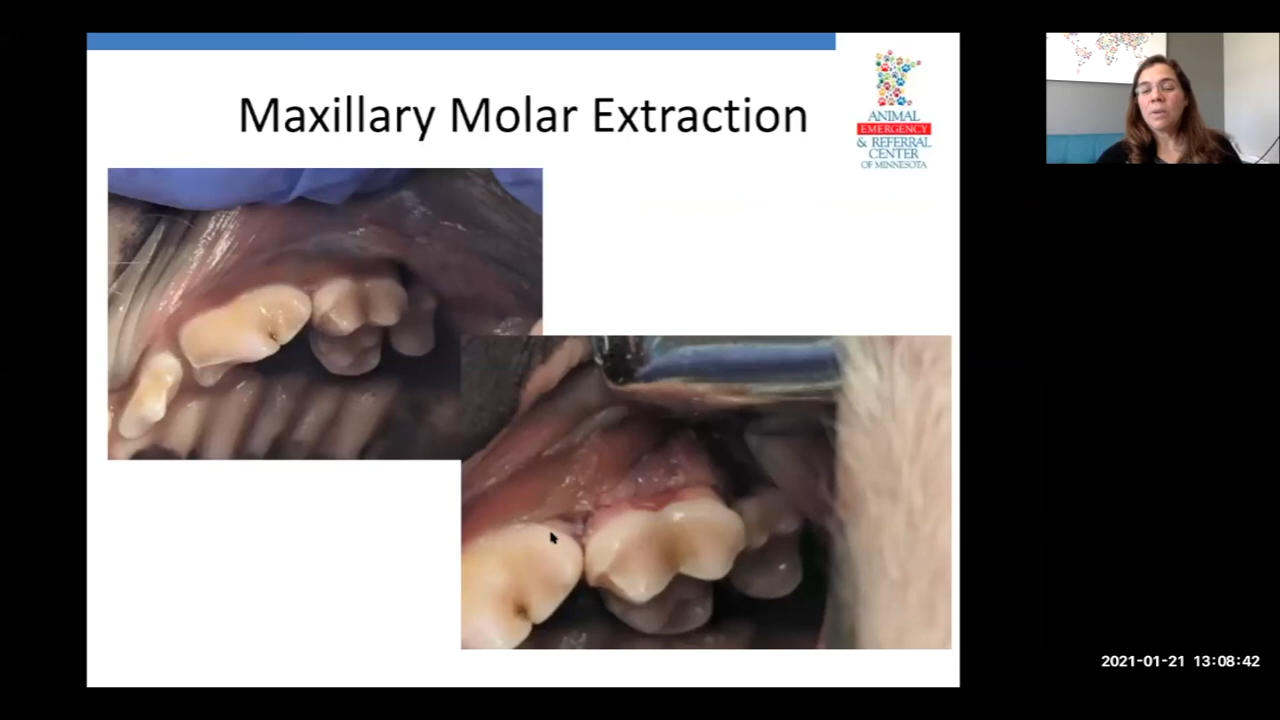 Maxillary Molar Extraction
ANIMAL
EMERGENCY
& REFERRAL
CENTER
OF MINNESOTA
2021-01-21 13:08:42